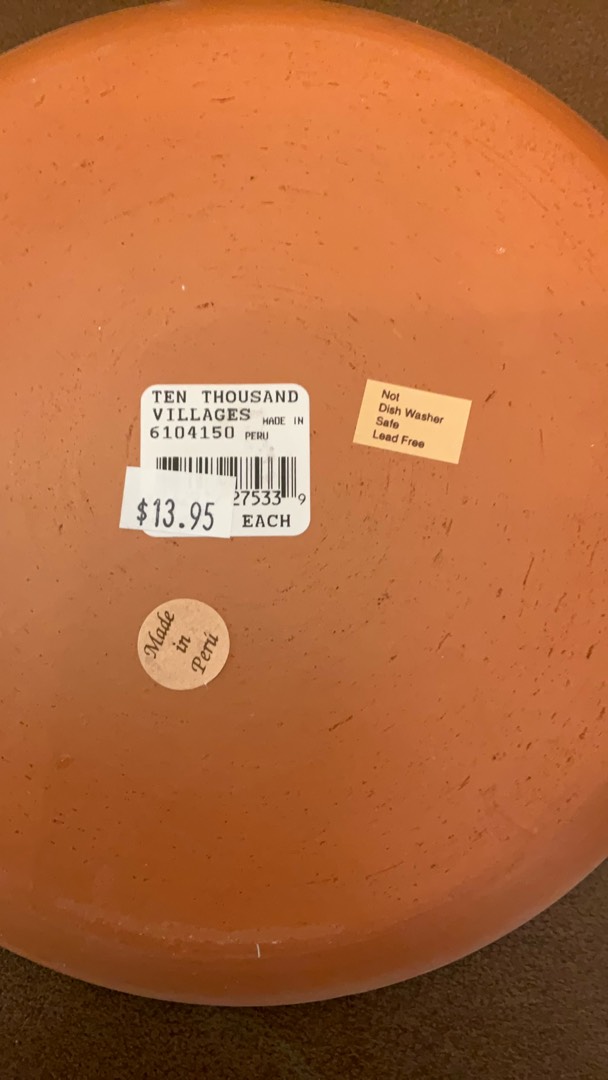 TEN THOUSAND
VILLAGES MADE IN
6104150 PERU
27533 9
$13.95 EACH
Not
Dish Washer
Safe
Lead Free
Made
in
Perú